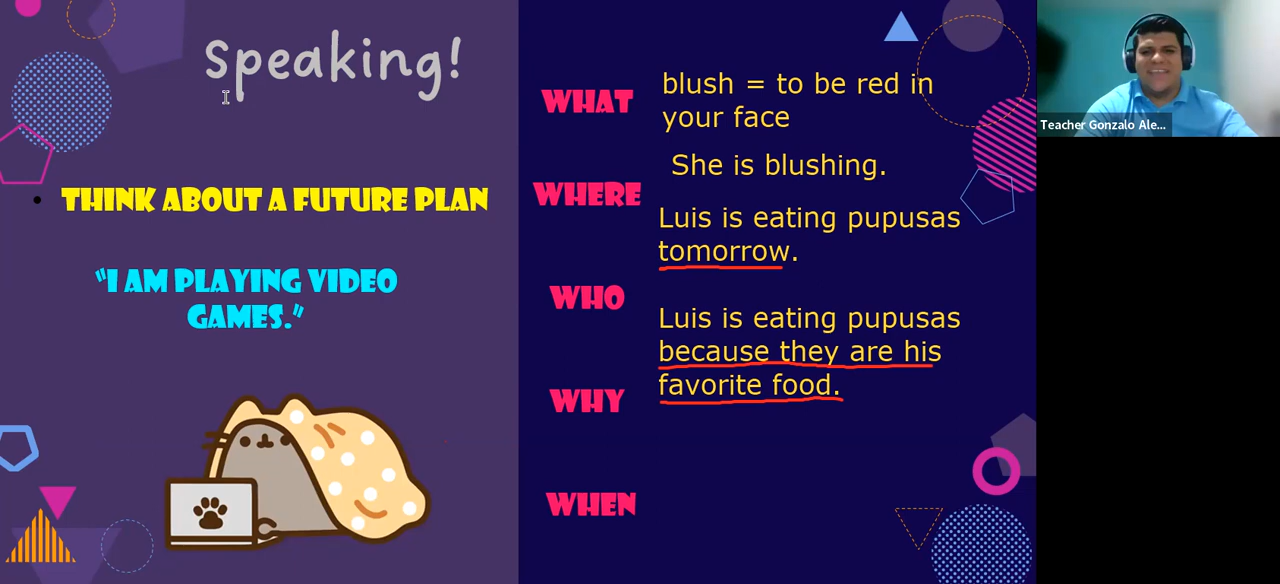 Speaking!
• THINK ABOUT A FUTURE PLAN
"I AM PLAYING VIDEO
GAMES."
WHAT
WHERE
WHO
WHY
WHEN
blush = to be red in
your face
She is blushing.
Luis is eating pupusas
tomorrow.
Luis is eating pupusas
because they are his
favorite food.
Teacher Gonzalo Ale...